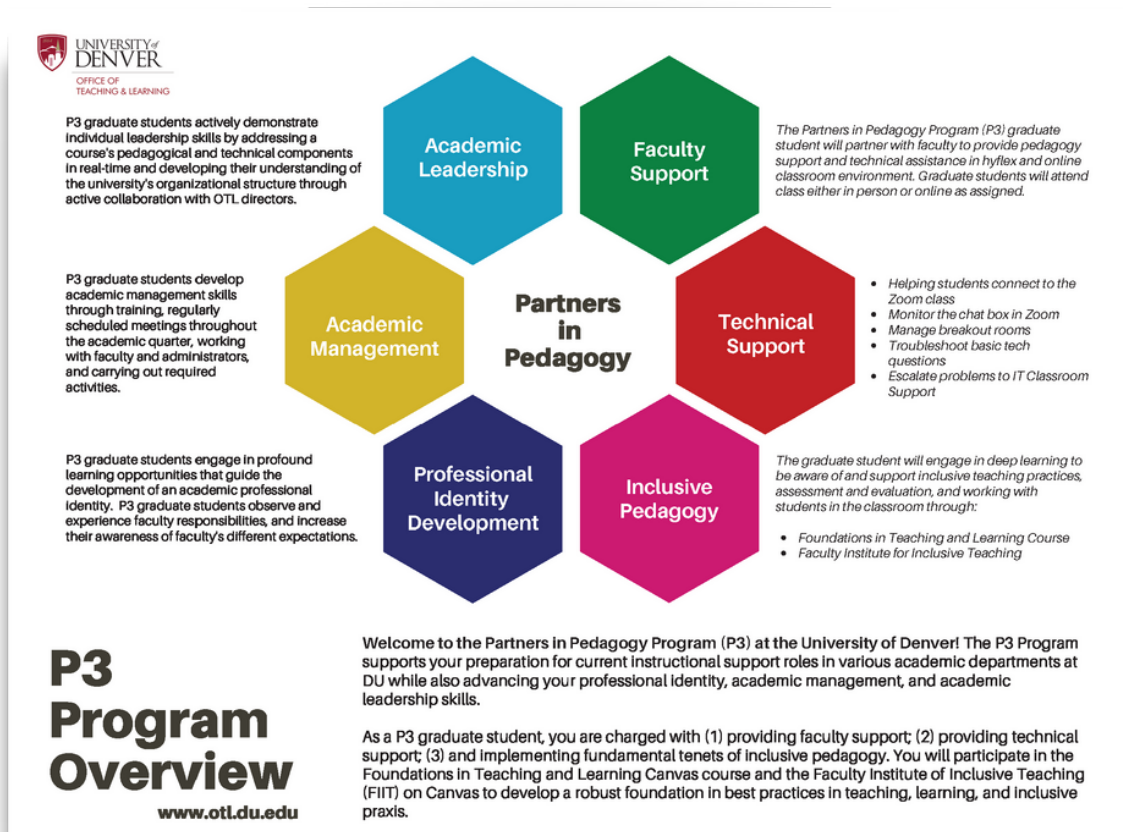 UNIVERSITY of
DENVER
OFFICE OF
TEACHING & LEARNING
P3 graduate students actively demonstrate
individual leadership skills by addressing a
course's pedagogical and technical components
in real-time and developing their understanding of
the university's organizational structure through
active collaboration with OTL directors.
Academic
Leadership
Faculty
Support
The Partners in Pedagogy Program (P3) graduate
student will partner with faculty to provide pedagogy
support and technical assistance in hyflex and online
classroom environment. Graduate students will attend
class either in person or online as assigned.
P3 graduate students develop
academic management skills
through training, regularly
scheduled meetings throughout
the academic quarter, working
with faculty and administrators,
and carrying out required
activities.
Academic
Management
Partners
in
Pedagogy
Technical
Support
• Helping students connect to the
Zoom class
• Monitor the chat box in Zoom
• Manage breakout rooms
• Troubleshoot basic tech
questions
• Escalate problems to IT Classroom
Support
P3 graduate students engage in profound
learning opportunities that guide the
development of an academic professional
identity. P3 graduate students observe and
experience faculty responsibilities, and increase
their awareness of faculty's different expectations.
Professional
Identity
Development
Inclusive
Pedagogy
The graduate student will engage in deep learning to
be aware of and support inclusive teaching practices,
assessment and evaluation, and working with
students in the classroom through:
• Foundations in Teaching and Learning Course
• Faculty Institute for Inclusive Teaching
P3
Program
Overview
www.otl.du.edu
Welcome to the Partners in Pedagogy Program (P3) at the University of Denver! The P3 Program
supports your preparation for current instructional support roles in various academic departments at
DU while also advancing your professional identity, academic management, and academic
leadership skills.
As a P3 graduate student, you are charged with (1) providing faculty support; (2) providing technical
support; (3) and implementing fundamental tenets of inclusive pedagogy. You will participate in the
Foundations in Teaching and Learning Canvas course and the Faculty Institute of Inclusive Teaching
(FIIT) on Canvas to develop a robust foundation in best practices in teaching, learning, and inclusive
praxis.